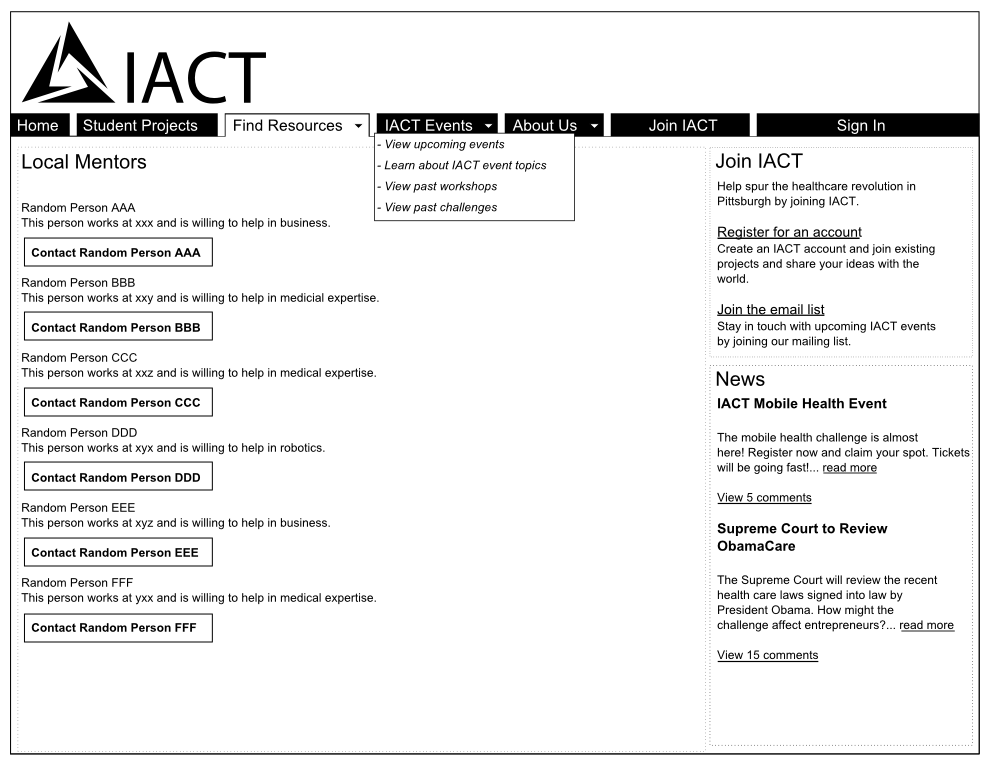 IACT
Home Student Projects Find Resources IACT Events About Us Join IACT Sign In
- View upcoming events
- Learn about IACT event topics
- View past workshops
- View past challenges
Local Mentors
Random Person AAA
This person works at xxx and is willing to help in business.
Contact Random Person AAA
Random Person BBB
This person works at xxy and is willing to help in medicial expertise.
Contact Random Person BBB
Random Person CCC
This person works at xxz and is willing to help in medical expertise.
Contact Random Person CCC
Random Person DDD
This person works at xyx and is willing to help in robotics.
Contact Random Person DDD
Random Person EEE
This person works at xyz and is willing to help in business.
Contact Random Person EEE
Random Person FFF
This person works at yxx and is willing to help in medical expertise.
Contact Random Person FFF
Join IACT
Help spur the healthcare revolution in
Pittsburgh by joining IACT.
Register for an account
Create an IACT account and join existing
projects and share your ideas with the
world.
Join the email list
Stay in touch with upcoming IACT events
by joining our mailing list.
News
IACT Mobile Health Event
The mobile health challenge is almost
here! Register now and claim your spot. Tickets
will be going fast!... read more
View 5 comments
Supreme Court to Review
ObamaCare
The Supreme Court will review the recent
health care laws signed into law by
President Obama. How might the
challenge affect entrepreneurs?... read more
View 15 comments